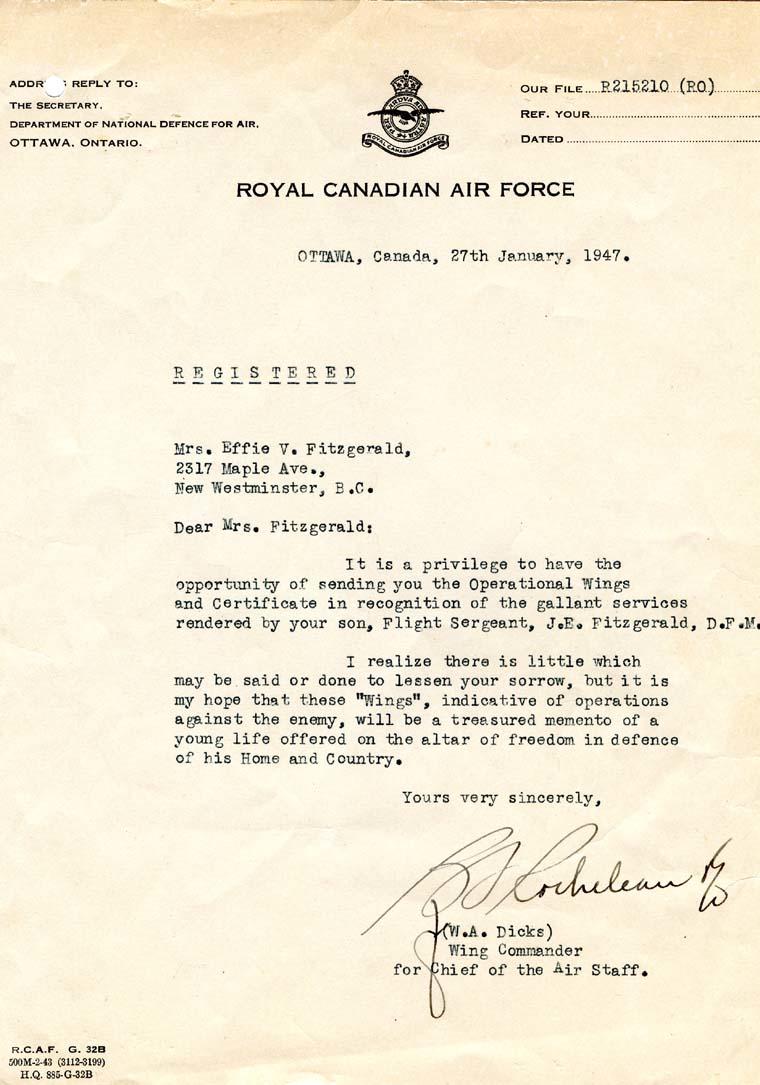 ADDR REPLY TO:
THE SECRETARY,
DEPARTMENT OF NATIONAL DEFENCE FOR AIR,
OTTAWA, ONTARIO.
PER ARDUA AD ASTRA
ROYAL CANADIAN AIR FORCE
OUR FILE....R215210 (RO)
REF. YOUR
DATED
ROYAL CANADIAN AIR FORCE
OTTAWA, Canada, 27th January, 1947.
R E G I S T E R E D
Mrs. Effie V. Fitzgerald,
2317 Maple Ave.,
New Westminster, B.C.
Dear Mrs. Fitzgerald:
It is a privilege to have the
opportunity of sending you the Operational Wings
and Certificate in recognition of the gallant services
rendered by your son, Flight Sergeant, J.E. Fitzgerald, D.F.M.
I realize there is little which
may be said or done to lessen your sorrow, but it is
my hope that these "Wings", indicative of operations
against the enemy, will be a treasured memento of a
young life offered on the altar of freedom in defence
of his Home and Country.
Yours very sincerely,
Rocheleau
(W.A. Dicks)
Wing Commander
for Chief of the Air Staff.
R.C.A.F. G. 32B
500M-2-43 (3112-3199)
H.Q. 885-G-32B